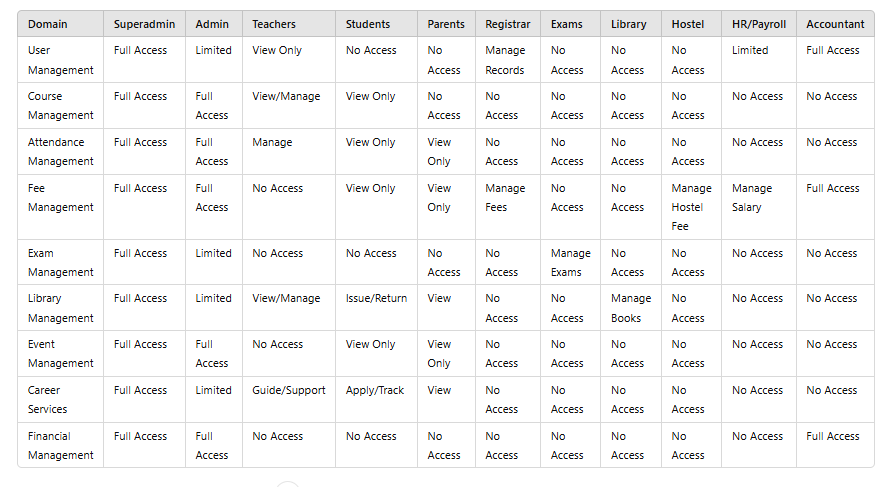 Domain Superadmin Admin Teachers Students Parents Registrar Exams Library Hostel HR/Payroll Accountant
User Full Access Limited View Only No Access No Manage No No No Limited Full Access
Management Access Records Access Access Access
Course Full Access Full View/Manage View Only No No No No No No Access No Access
Management Access Access Access Access Access Access
Attendance Full Access Full Manage View Only View No No No No No Access No Access
Management Access Only Access Access Access Access
Fee Full Access Full No Access View Only View Manage No No Manage Manage Full Access
Management Access Only Fees Access Access Hostel Salary
Fee
Exam Full Access Limited No Access No Access No No Manage No No No Access No Access
Management Access Access Exams Access Access
Library Full Access Limited View/Manage Issue/Return View No No Manage No No Access No Access
Management Access Access Books Access
Event Full Access Full No Access View Only View No No No No No Access No Access
Management Access Only Access Access Access Access
Career Full Access Limited Guide/Support Apply/Track View No No No No No Access No Access
Services Access Access Access Access
Financial Full Access Full No Access No Access No No No No No No Access Full Access
Management Access Access Access Access Access Access